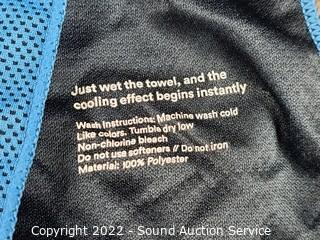 Just wet the towel, and the
cooling effect begins instantly
Wash Instructions: Machine wash cold
Like colors. Tumble dry low
Non-chlorine bleach
Do not use softeners // Do not iron
Material: 100% Polyester
Copyright 2022 - Sound Auction Service